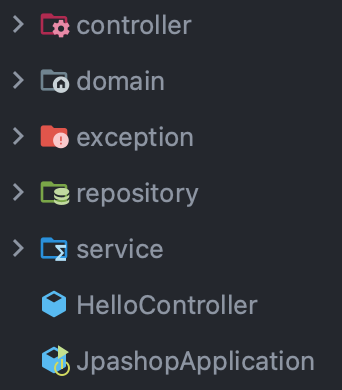 controller
domain
exception
repository
service
HelloController
JpashopApplication